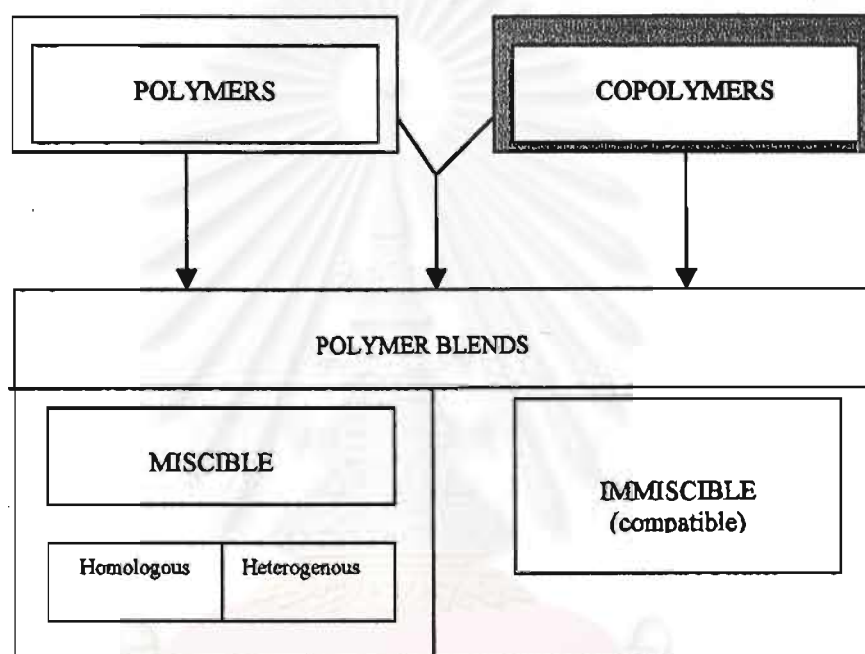 POLYMERS
COPOLYMERS
POLYMER BLENDS
MISCIBLE
IMMISCIBLE
(compatible)
Homologous
Heterogenous